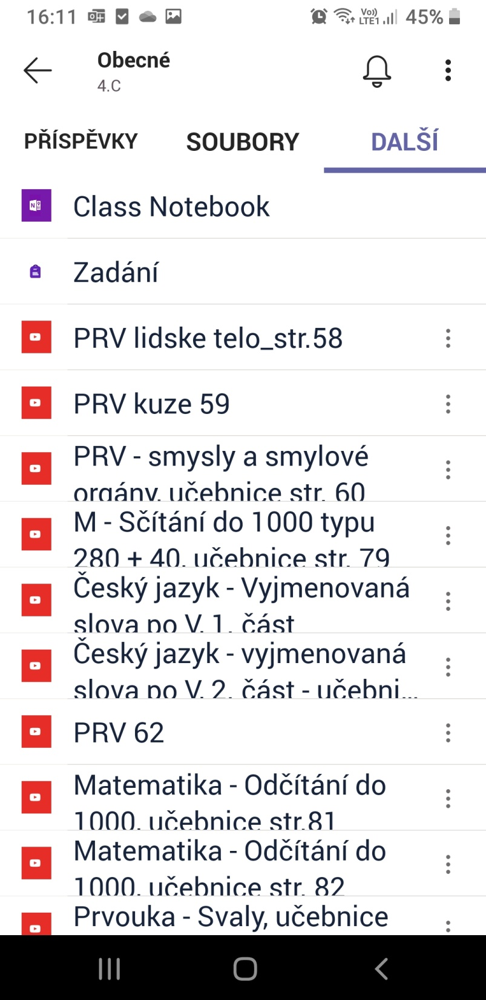 16:11
Vo)) LTE1 45%
Obecné
4.C
PŘÍSPĚVKY SOUBORY DALŠÍ
Class Notebook
Zadání
PRV lidske telo_str.58
PRV kuze 59
PRV - smysly a smylové
orgány, učebnice str. 60
M - Sčítání do 1000 typu
280 + 40, učebnice str. 79
Český jazyk - Vyjmenovaná
slova po V, 1. část
Český jazyk - vyjmenovaná
slova po V, 2. část - učebni...
PRV 62
Matematika - Odčítání do
1000, učebnice str.81
Matematika - Odčítání do
1000, učebnice str. 82
Prvouka - Svaly, učebnice